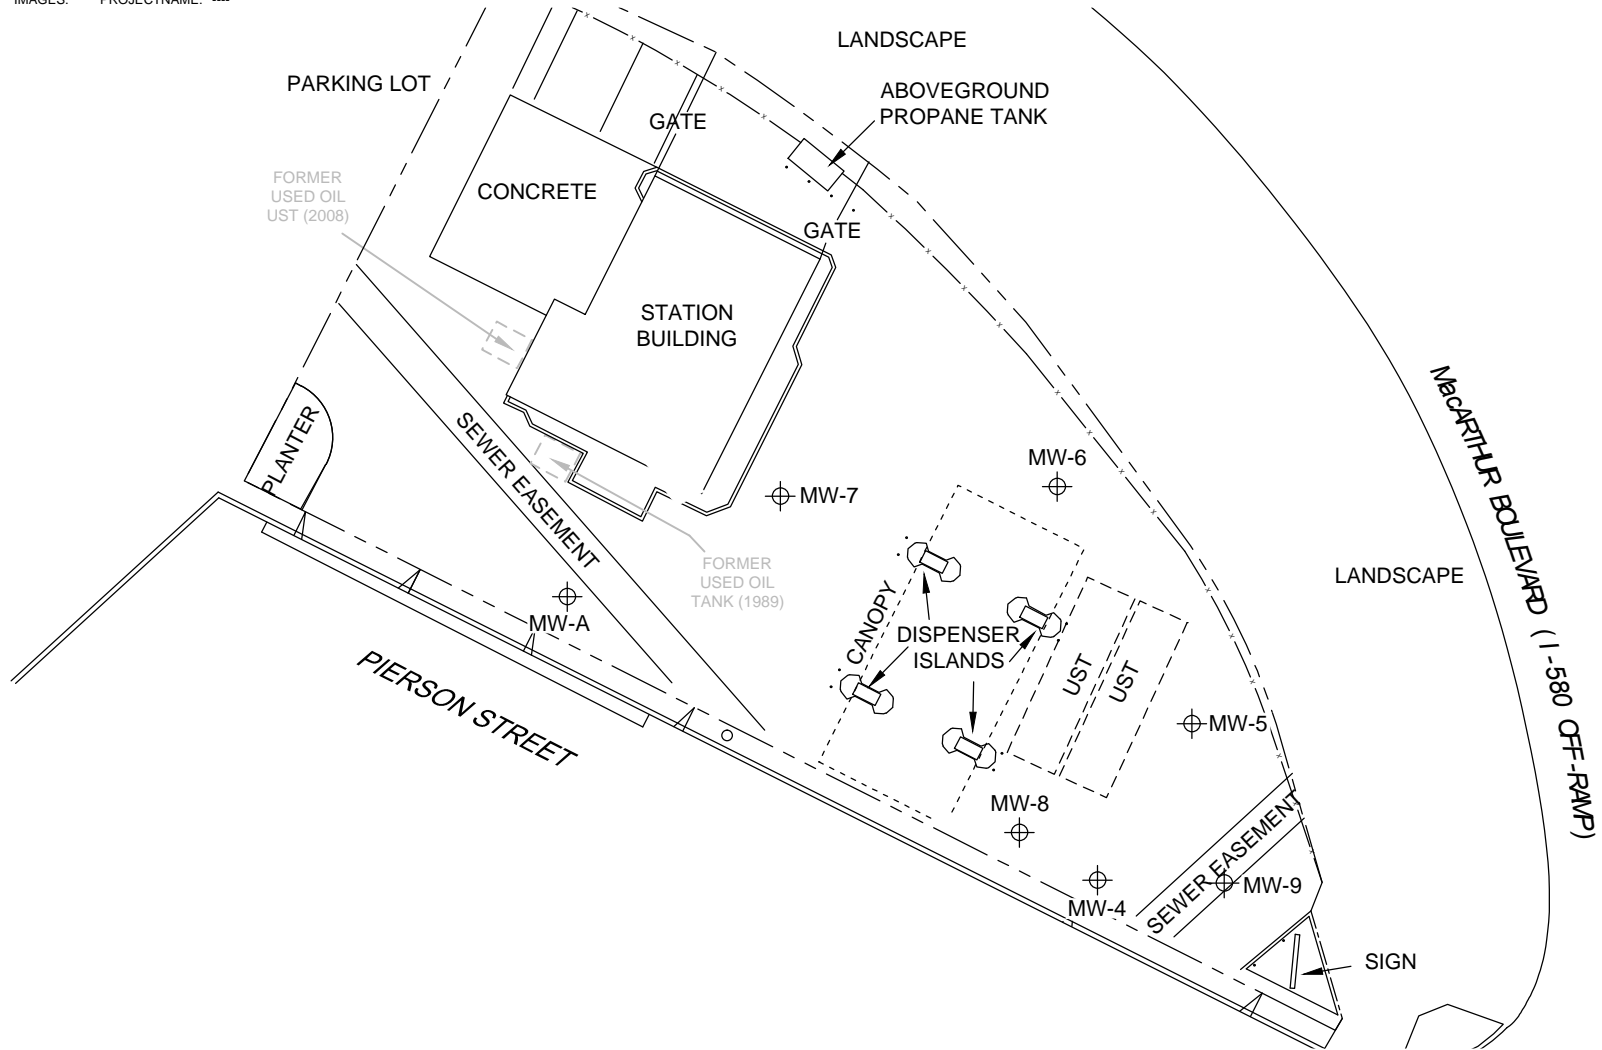 IMAGES: PROJECTNAME: ----
LANDSCAPE
PARKING LOT
ABOVEGROUND
PROPANE TANK
GATE
FORMER
USED OIL
UST (2008)
CONCRETE
GATE
STATION
BUILDING
MacARTHUR BOULEVARD (I-580 OFF-RAMP)
PLANTER
SEWER EASEMENT
MW-6
MW-7
FORMER
USED OIL
TANK (1989)
LANDSCAPE
MW-A
CANOPY
DISPENSER
ISLANDS
UST
UST
PIERSON STREET
MW-5
MW-8
SEWER EASEMENT
MW-9
MW-4
SIGN